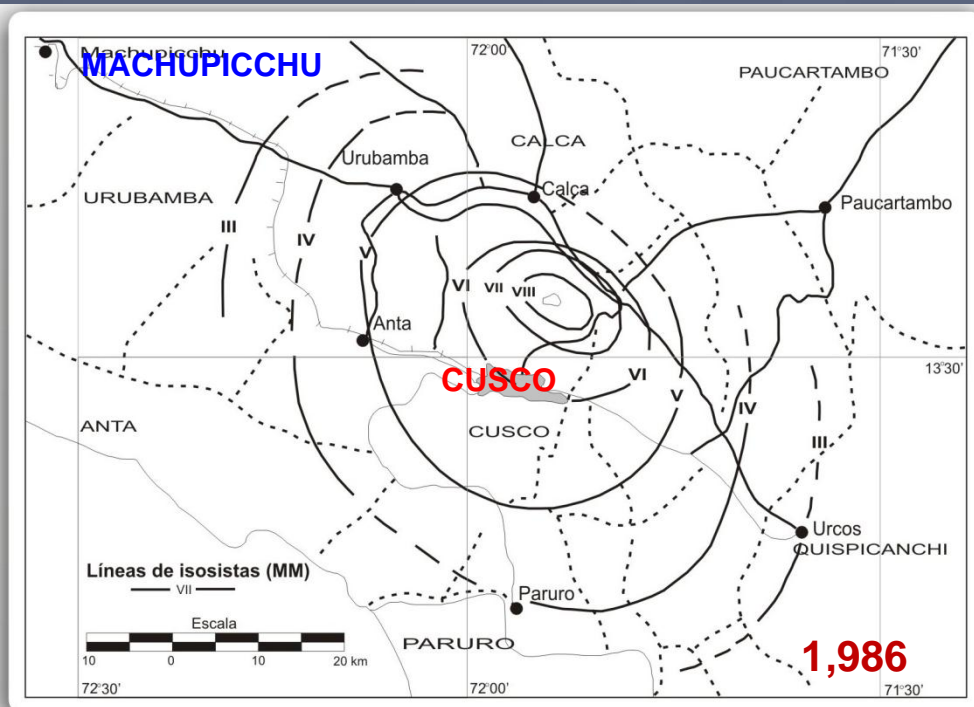 Machupicchu
MACHUPICCHU
72°00'
71°30'
PAUCARTAMBO
CALCA
Urubamba
Calça
URUBAMBA
Paucartambo
III
IV
V
VI
VII
VIII
Anta
13°30'
CUSCO
VI
V
IV
III
ANTA
CUSCO
Urcos
QUISPICANCHI
Líneas de isosistas (MM)
VII
Paruro
Escala
PARURO
10 0 10 20 km
1,986
72°30'
72°00'
71°30'